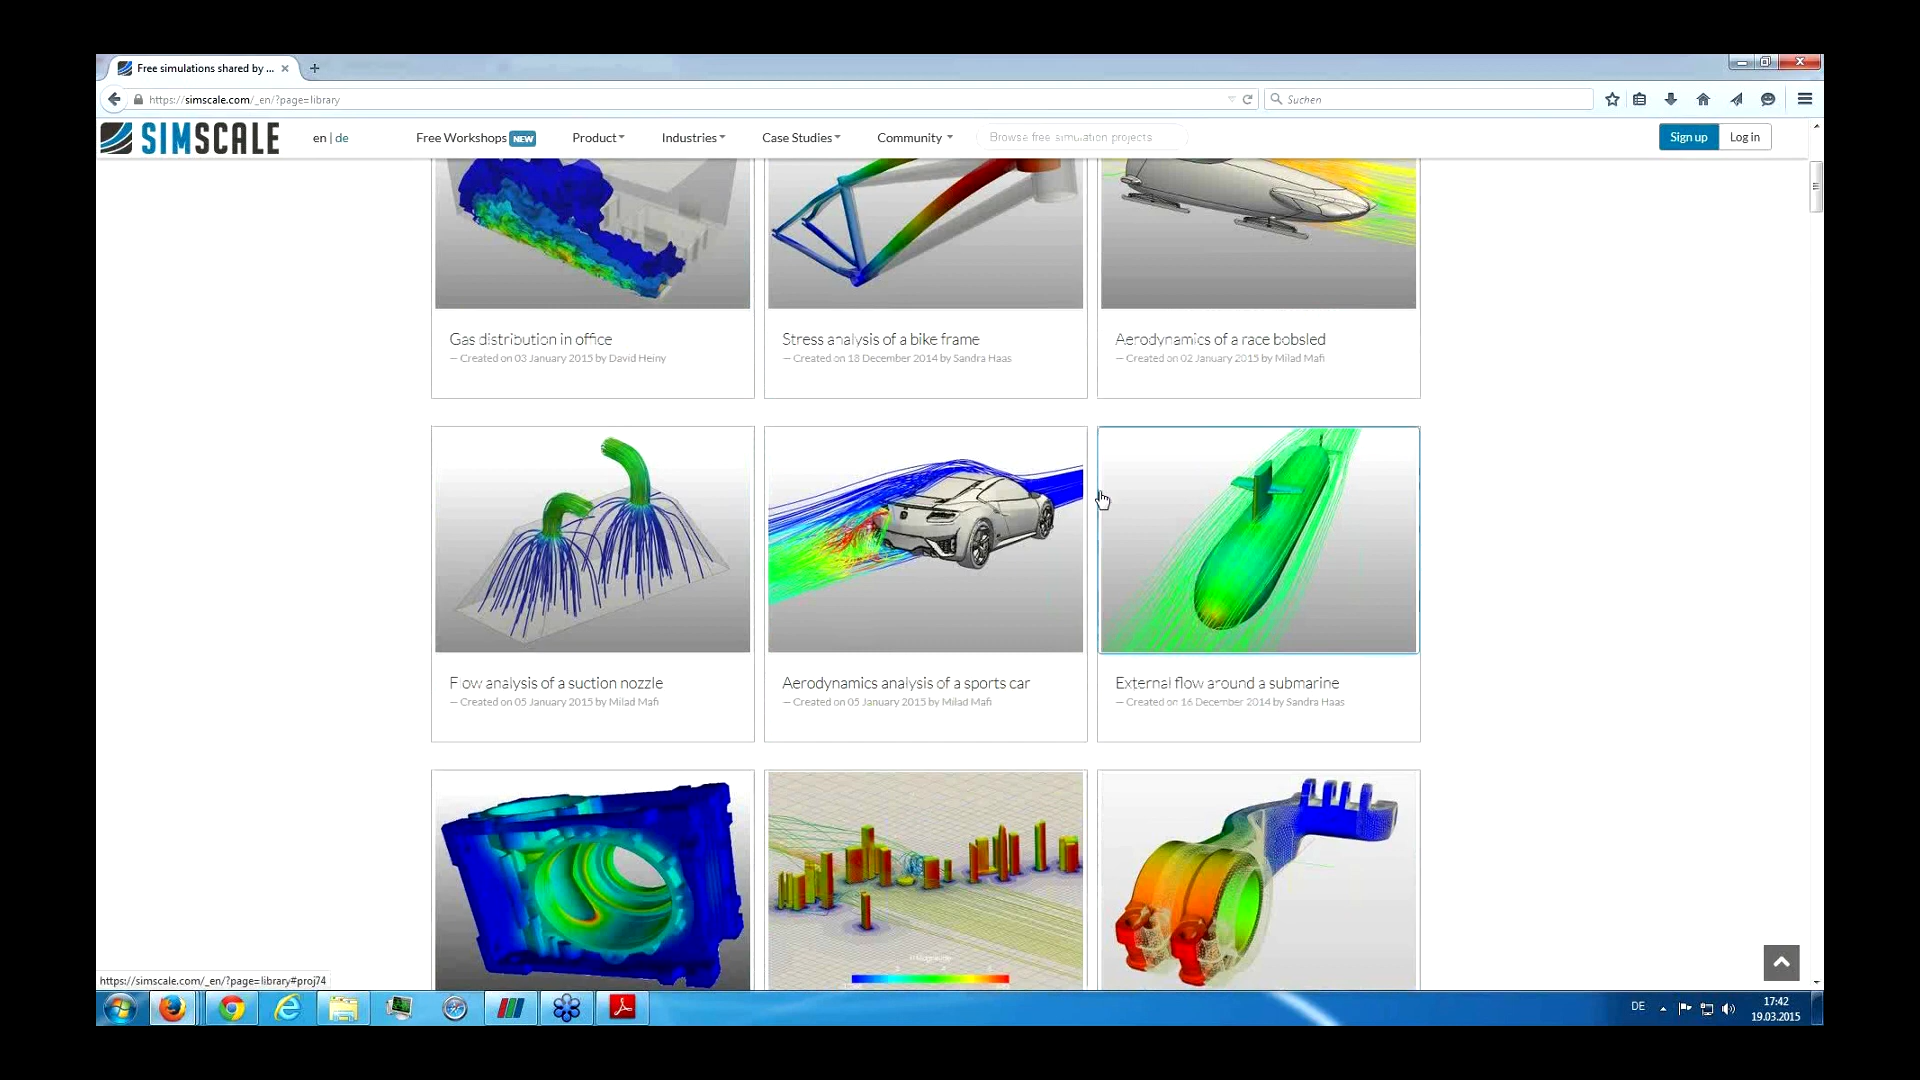 Free simulations shared by ...
https://simscale.com/_en/?page=library
Suchen
SIMSCALE
en | de
Free Workshops NEW
Product
Industries
Case Studies
Community
Browse free simulation projects
Sign up
Log in
Gas distribution in office
— Created on 03 January 2015 by David Heiny
Stress analysis of a bike frame
— Created on 18 December 2014 by Sandra Haas
Aerodynamics of a race bobsled
— Created on 02 January 2015 by Milad Mafi
Flow analysis of a suction nozzle
— Created on 05 January 2015 by Milad Mafi
Aerodynamics analysis of a sports car
— Created on 05 January 2015 by Milad Mafi
External flow around a submarine
— Created on 16 December 2014 by Sandra Haas
https://simscale.com/_en/?page=library#proj74
DE
17:42
19.03.2015